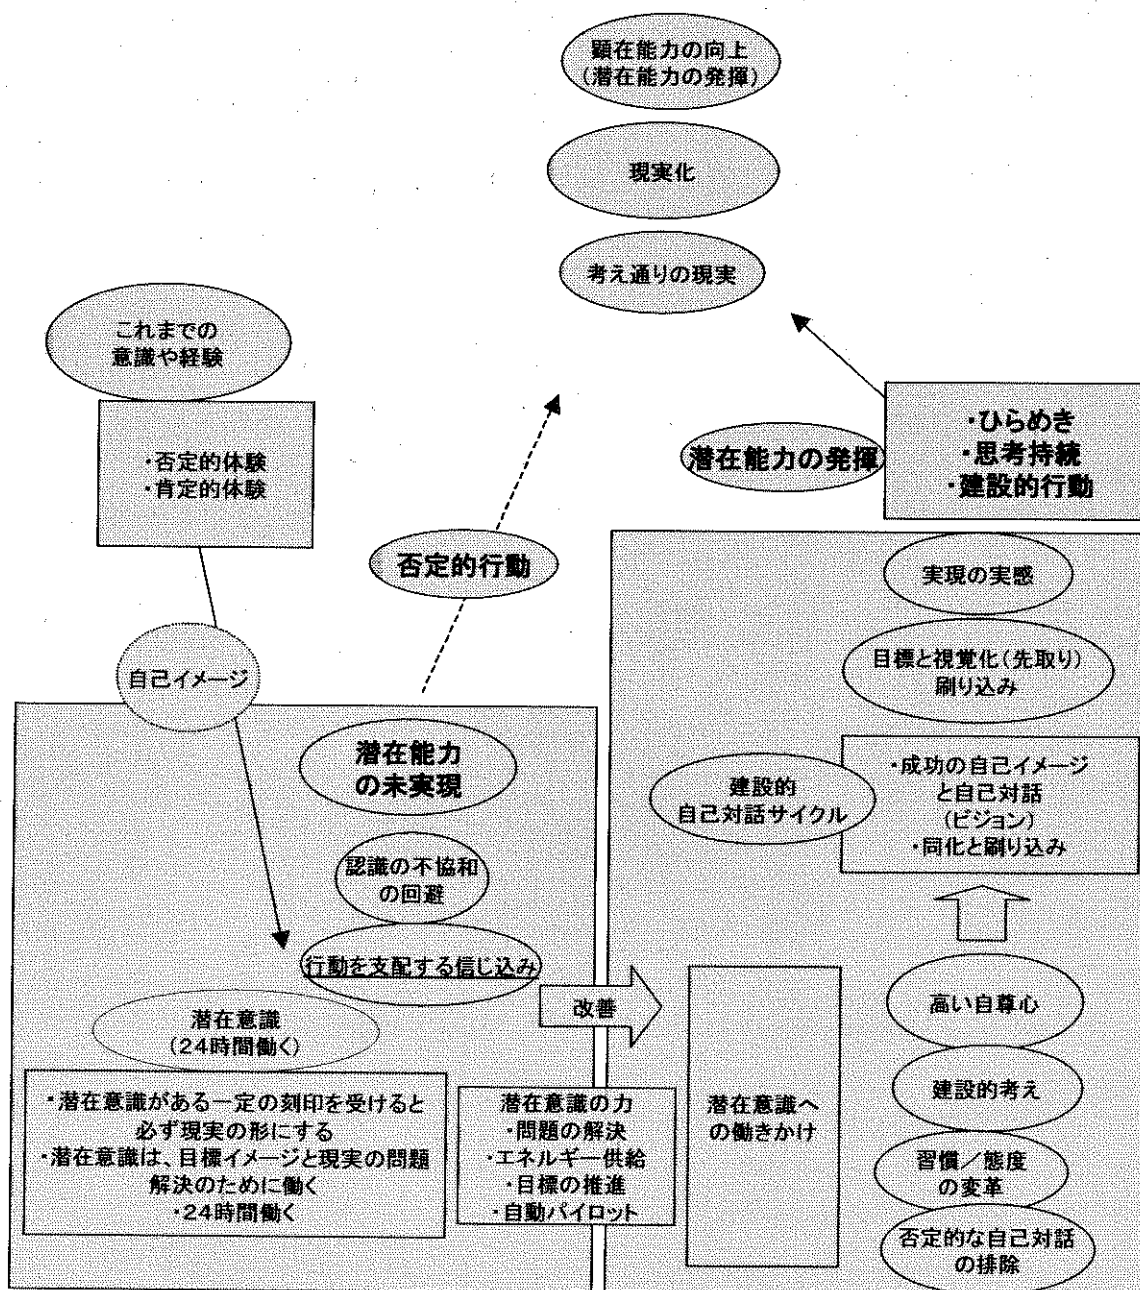 顕在能力の向上
(潜在能力の発揮)
現実化
考え通りの現実
これまでの
意識や経験
・否定的体験
・肯定的体験
・ひらめき
・思考持続
・建設的行動
潜在能力の発揮
否定的行動
実現の実感
目標と視覚化(先取り)
刷り込み
自己イメージ
潜在能力
の未実現
建設的
自己対話サイクル
・成功の自己イメージ
と自己対話
(ビジョン)
・同化と刷り込み
認識の不協和
の回避
行動を支配する信じ込み
改善
高い自尊心
潜在意識
(24時間働く)
建設的考え
・潜在意識がある一定の刻印を受けると
必ず現実の形にする
・潜在意識は、目標イメージと現実の問題
解決のために働く
・24時間働く
潜在意識の力
・問題の解決
・エネルギー供給
・目標の推進
・自動パイロット
潜在意識へ
の働きかけ
習慣/態度
の変革
否定的な自己対話
の排除